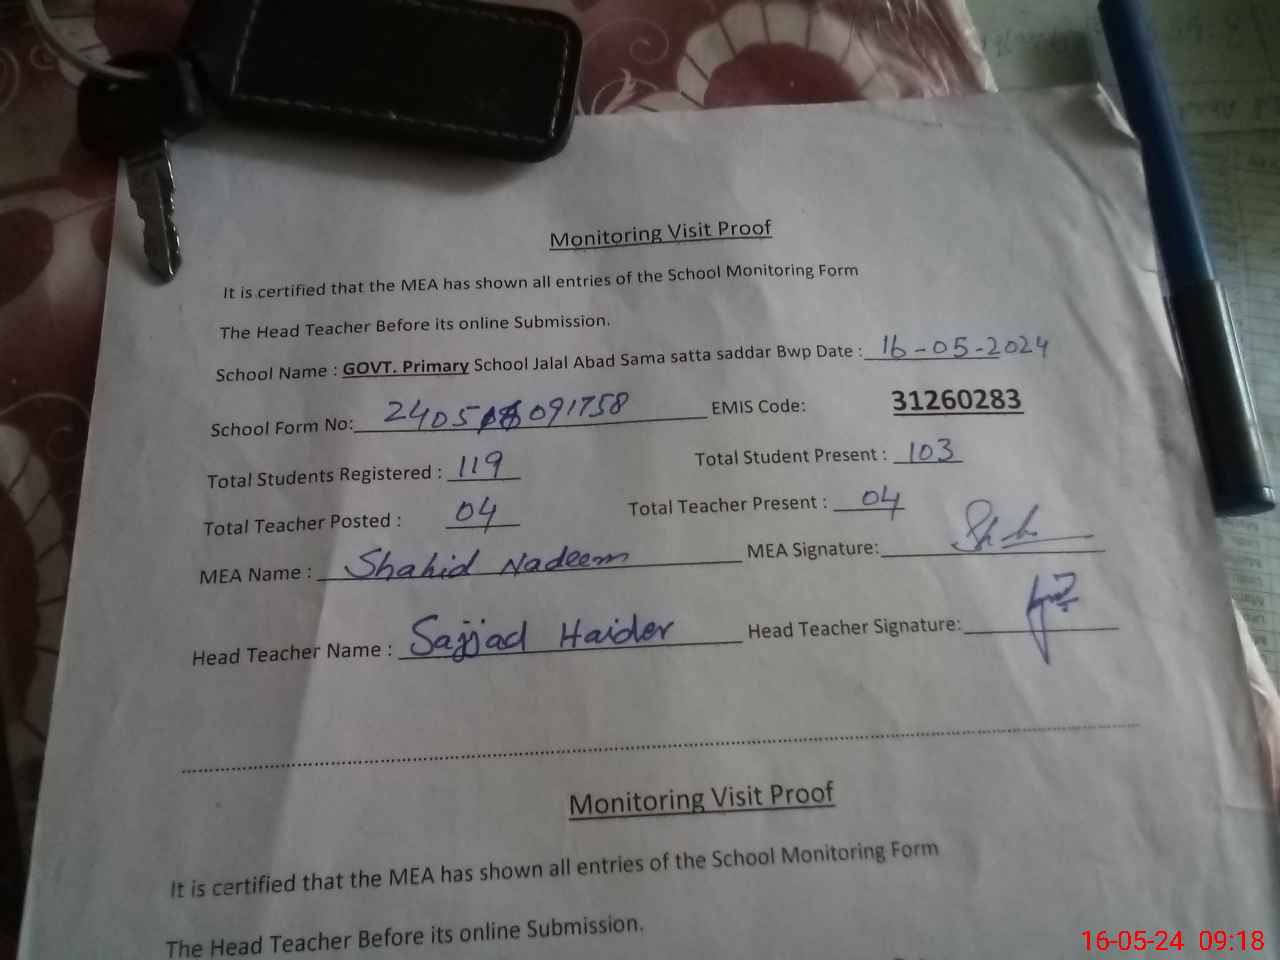 Monitoring Visit Proof
It is certified that the MEA has shown all entries of the School Monitoring Form
The Head Teacher Before its online Submission.
School Name : GOVT. Primary School Jalal Abad Sama satta saddar Bwp Date : 16-05-2024
School Form No: 2405 091758 EMIS Code: 31260283
Total Students Registered : 119 Total Student Present : 103
Total Teacher Posted : 04 Total Teacher Present : 04
MEA Name : Shahid Nadeem MEA Signature:
Head Teacher Name : Sajjad Haider Head Teacher Signature:
Monitoring Visit Proof
It is certified that the MEA has shown all entries of the School Monitoring Form
The Head Teacher Before its online Submission.
16-05-24 09:18